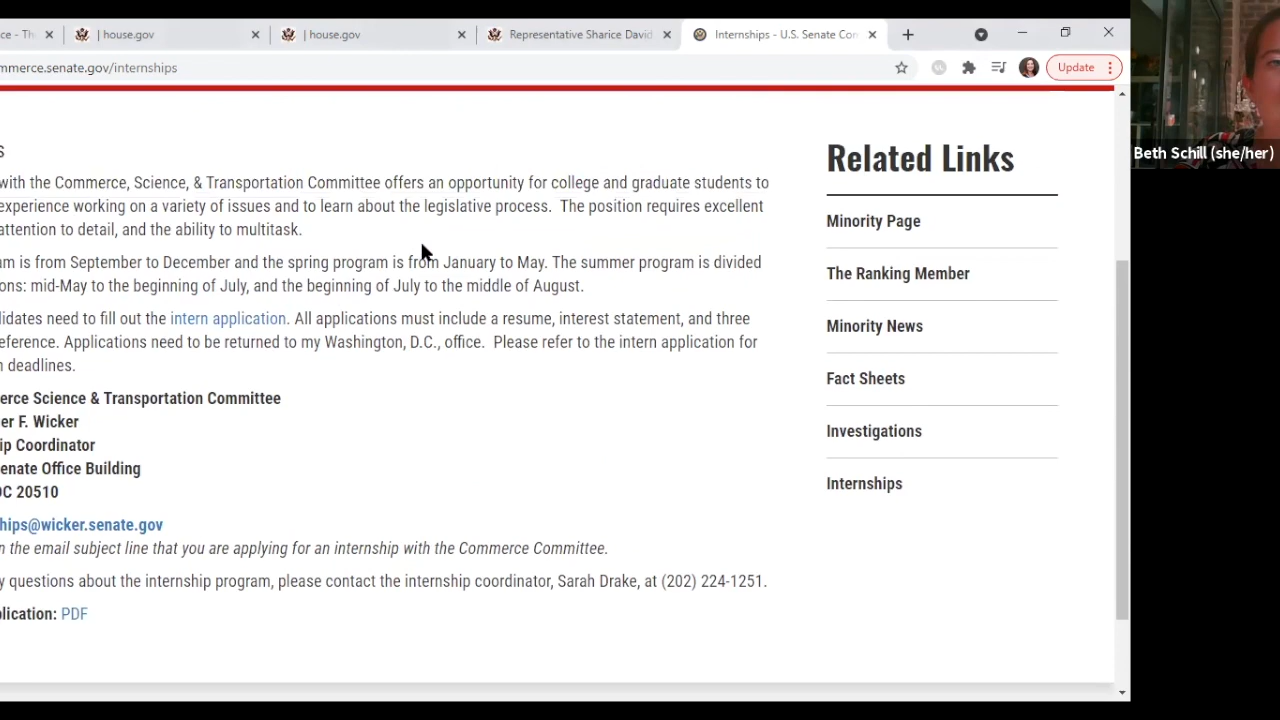 ce - Th
| house.gov
| house.gov
Representative Sharice David
Internships - U.S. Senate Con
mmerce.senate.gov/internships
Update
Beth Schill (she/her)
S
with the Commerce, Science, & Transportation Committee offers an opportunity for college and graduate students to
experience working on a variety of issues and to learn about the legislative process. The position requires excellent
attention to detail, and the ability to multitask.
am is from September to December and the spring program is from January to May. The summer program is divided
ons: mid-May to the beginning of July, and the beginning of July to the middle of August.
lidates need to fill out the intern application. All applications must include a resume, interest statement, and three
eference. Applications need to be returned to my Washington, D.C., office. Please refer to the intern application for
n deadlines.
erce Science & Transportation Committee
er F. Wicker
ip Coordinator
enate Office Building
DC 20510
hips@wicker.senate.gov
n the email subject line that you are applying for an internship with the Commerce Committee.
y questions about the internship program, please contact the internship coordinator, Sarah Drake, at (202) 224-1251.
plication: PDF
Related Links
Minority Page
The Ranking Member
Minority News
Fact Sheets
Investigations
Internships